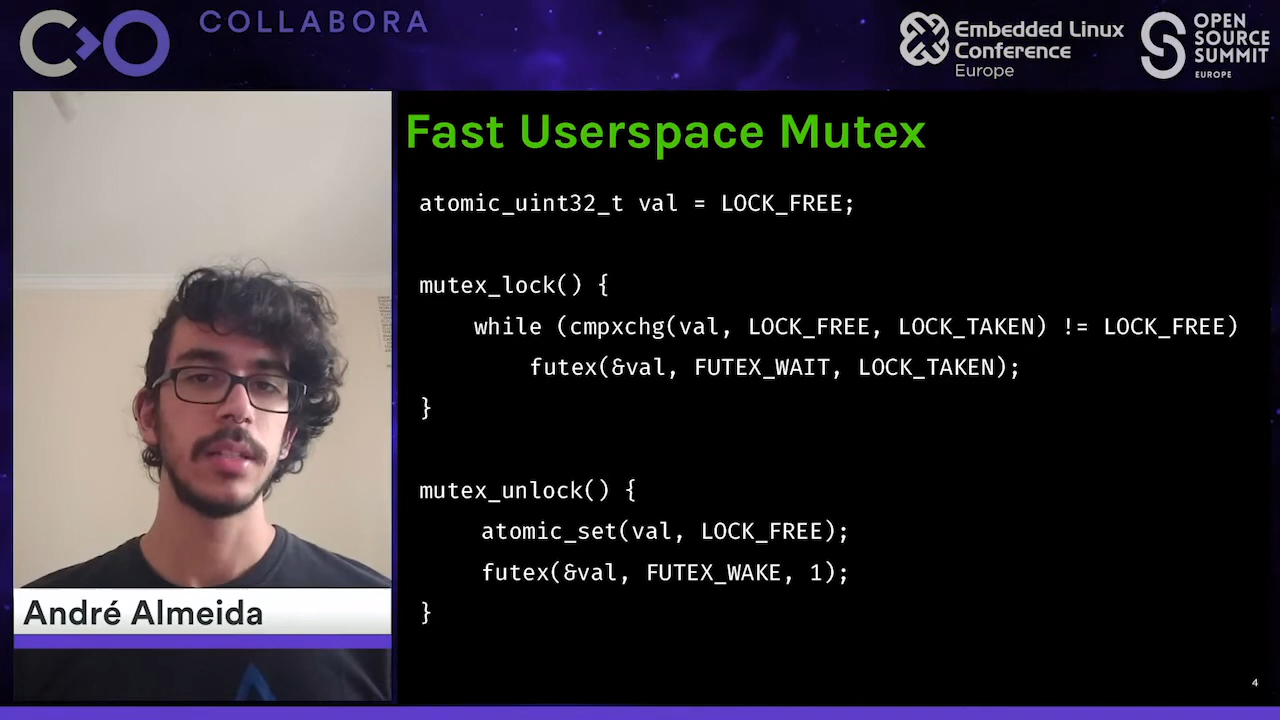 COLLABORA
Embedded Linux
Conference
Europe
OPEN
SOURCE
SUMMIT
EUROPE
Fast Userspace Mutex
atomic_uint32_t val = LOCK_FREE;
mutex_lock() {
while (cmpxchg(val, LOCK_FREE, LOCK_TAKEN) != LOCK_FREE)
futex(&val, FUTEX_WAIT, LOCK_TAKEN);
}
mutex_unlock() {
atomic_set(val, LOCK_FREE);
futex(&val, FUTEX_WAKE, 1);
}
André Almeida
4